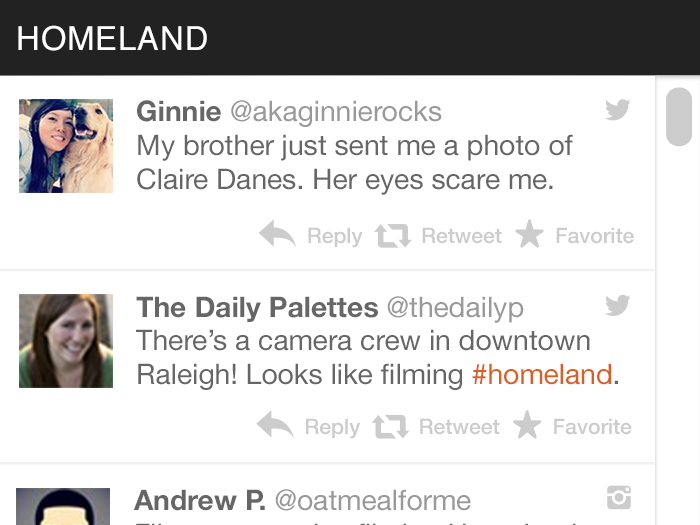 HOMELAND
Ginnie @akaginnierocks
My brother just sent me a photo of
Claire Danes. Her eyes scare me.
Reply Retweet Favorite
The Daily Palettes @thedailyp
There’s a camera crew in downtown
Raleigh! Looks like filming #homeland.
Reply Retweet Favorite
Andrew P. @oatmealforme